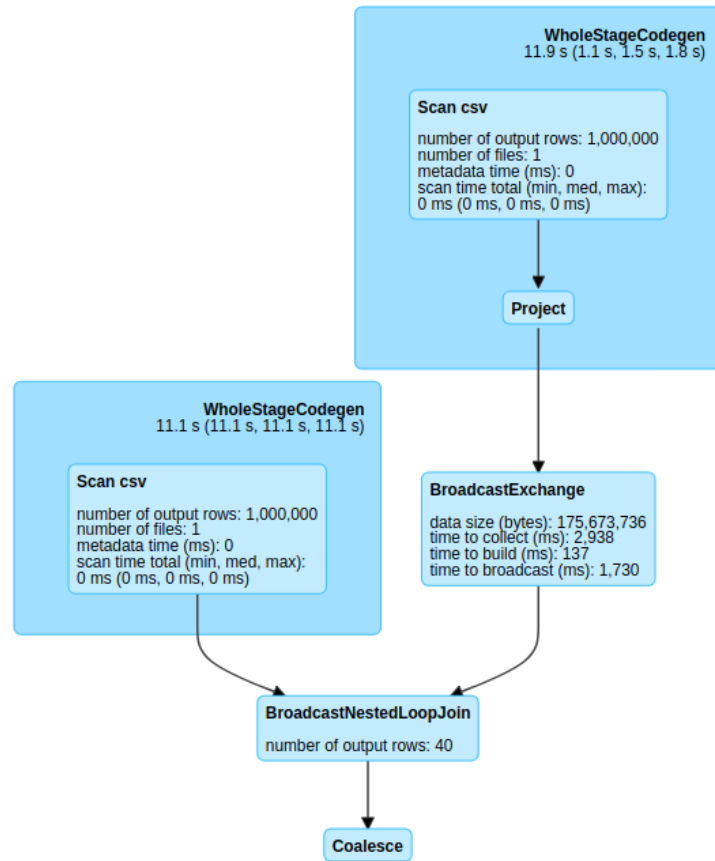 WholeStageCodegen
11.9 s (1.1 s, 1.5 s, 1.8 s)
Scan csv
number of output rows: 1,000,000
number of files: 1
metadata time (ms): 0
scan time total (min, med, max):
0 ms (0 ms, 0 ms, 0 ms)
Project
WholeStageCodegen
11.1 s (11.1 s, 11.1 s, 11.1 s)
Scan csv
number of output rows: 1,000,000
number of files: 1
metadata time (ms): 0
scan time total (min, med, max):
0 ms (0 ms, 0 ms, 0 ms)
BroadcastExchange
data size (bytes): 175,673,736
time to collect (ms): 2,938
time to build (ms): 137
time to broadcast (ms): 1,730
BroadcastNestedLoopJoin
number of output rows: 40
Coalesce